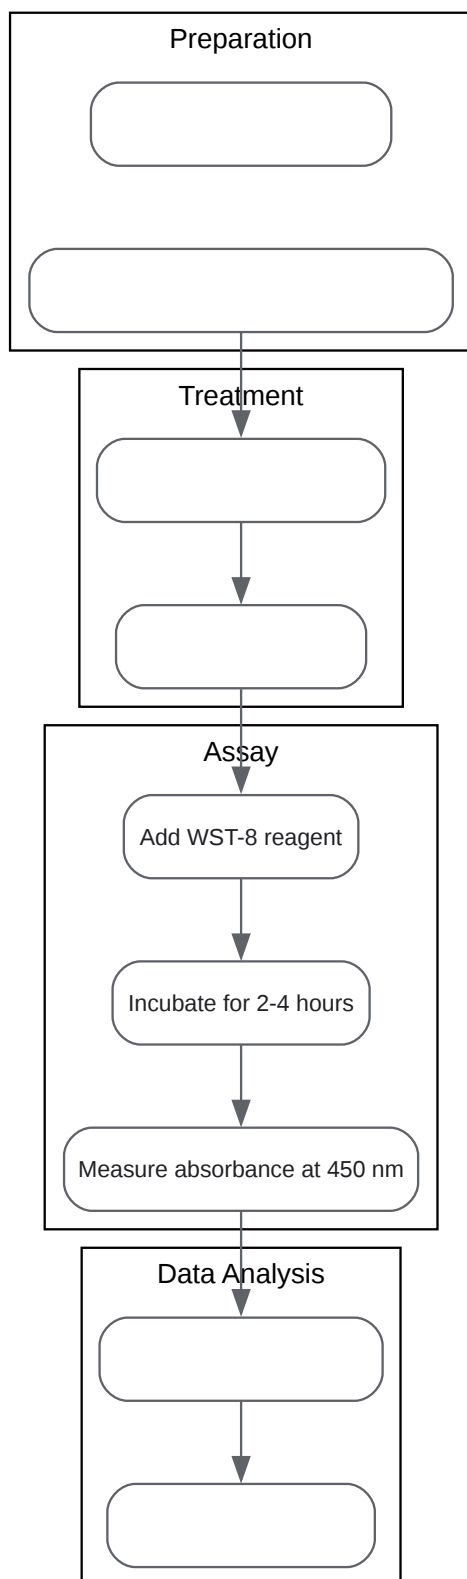 Preparation
Treatment
Assay
Add WST-8 reagent
Incubate for 2-4 hours
Measure absorbance at 450 nm
Data Analysis